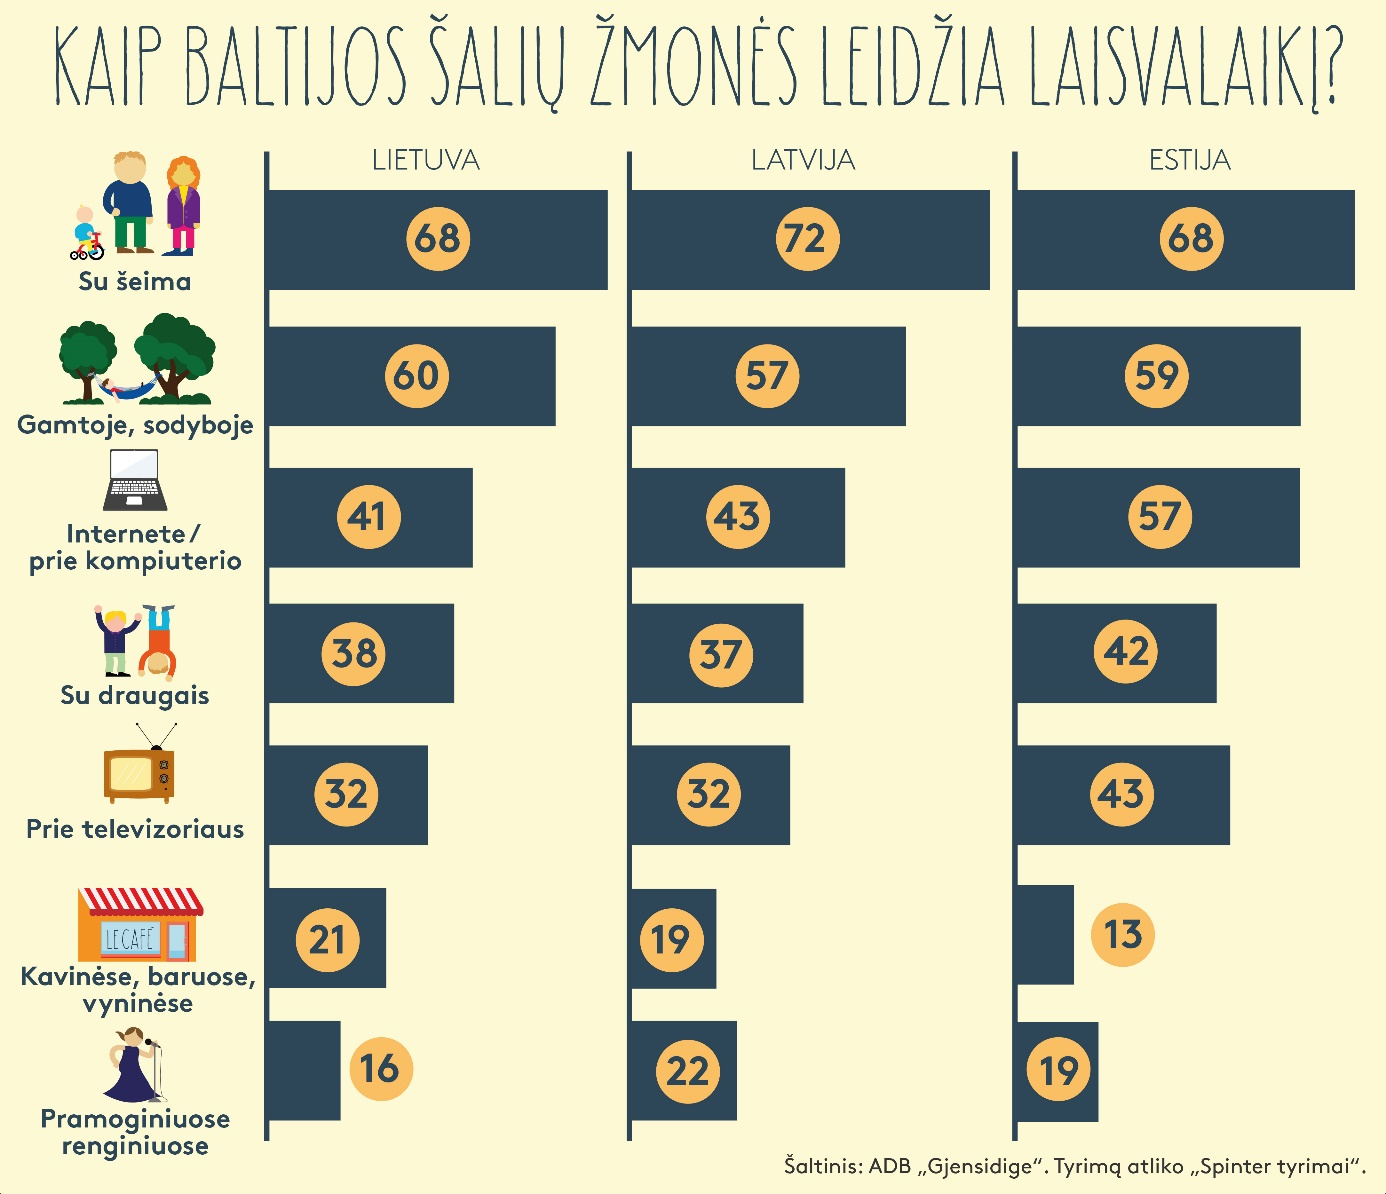 KAIP BALTIJOS ŠALIŲ ŽMONĖS LEIDŽIA LAISVALAIKĮ?
LIETUVA LATVIJA ESTIJA
68 72 68
Su šeima
60 57 59
Gamtoje, sodyboje
41 43 57
Internete/
prie kompiuterio
38 37 42
Su draugais
32 32 43
Prie televizoriaus
LE CAFÉ
21 19 13
Kavinėse, baruose,
vyninėse
16 22 19
Pramoginiuose
renginiuose
Šaltinis: ADB „Gjensidige“. Tyrimą atliko „Spinter tyrimai“.